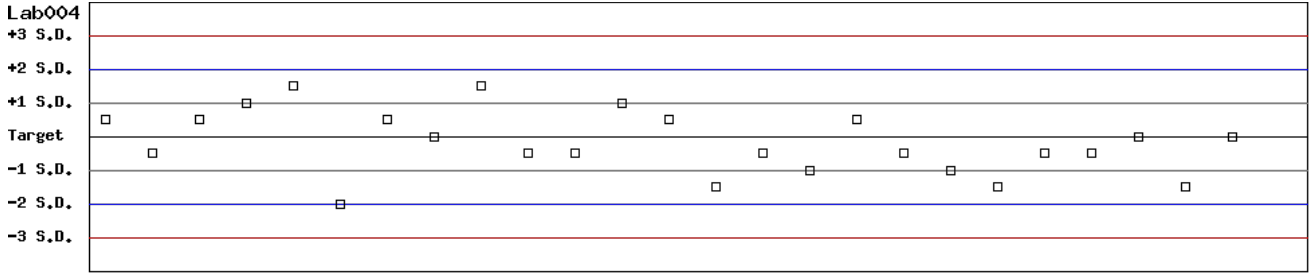 Lab004
+3 S.D.
+2 S.D.
+1 S.D.
Target
-1 S.D.
-2 S.D.
-3 S.D.